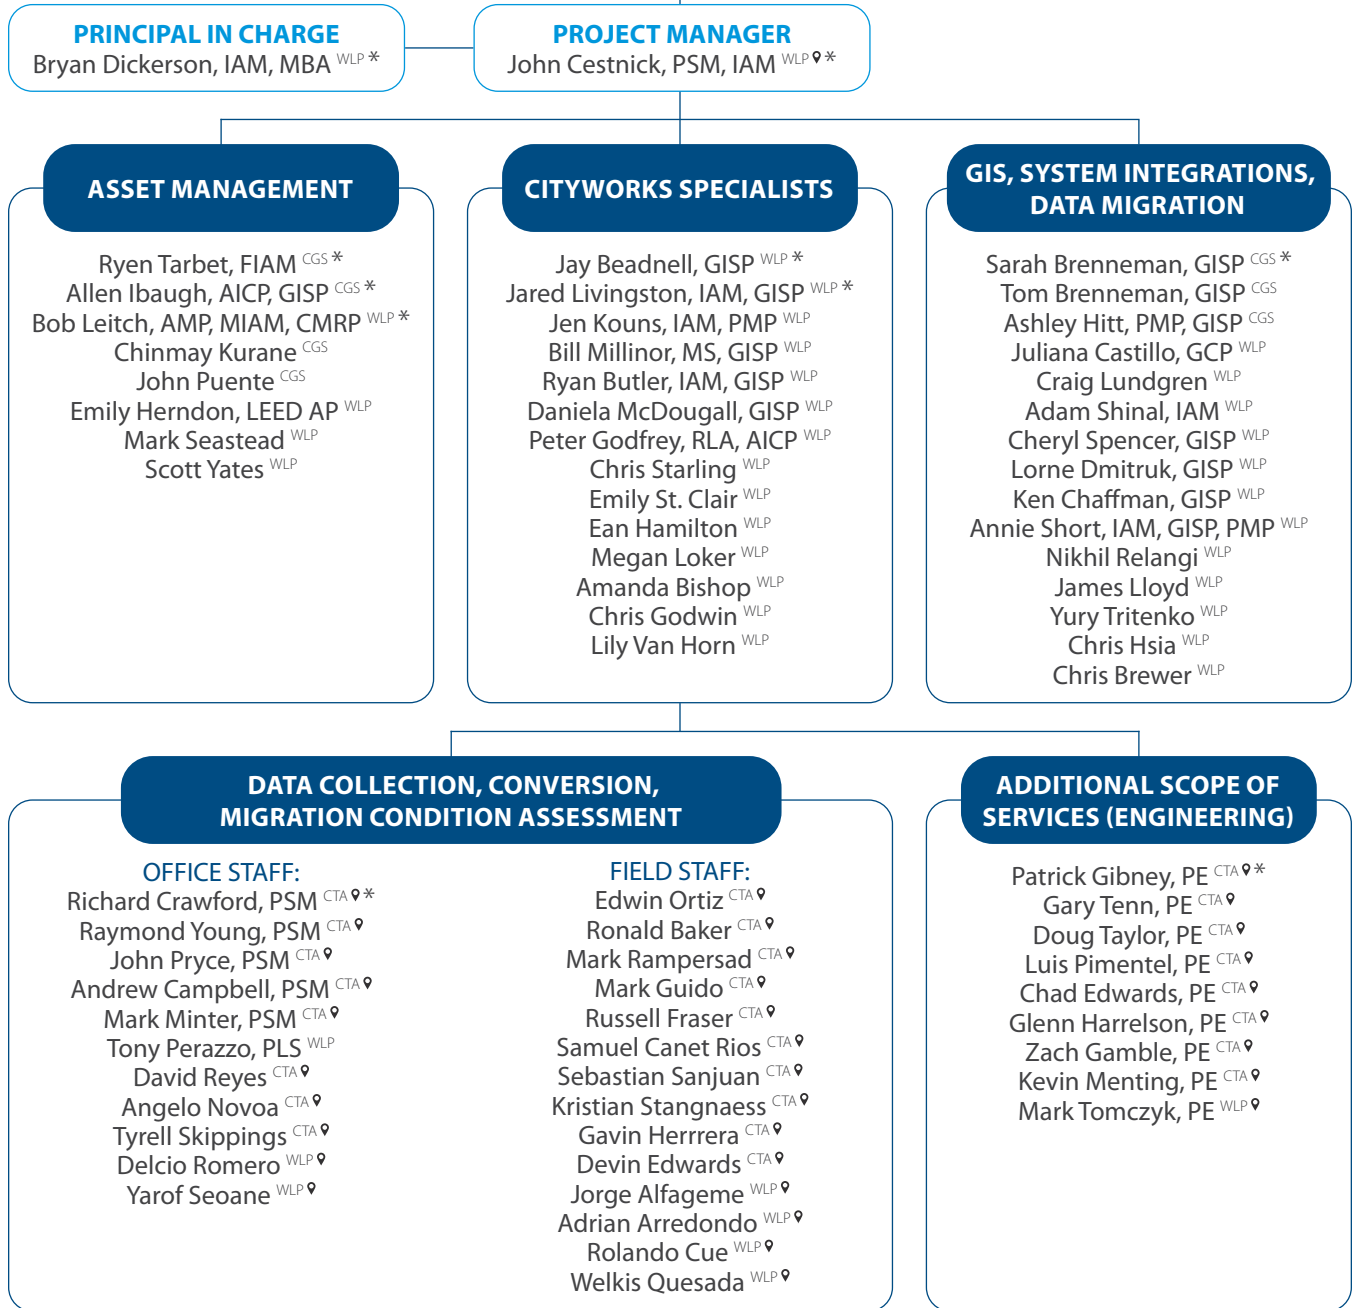 PRINCIPAL IN CHARGE
Bryan Dickerson, IAM, MBA WLP *
PROJECT MANAGER
John Cestnick, PSM, IAM WLP *
ASSET MANAGEMENT
Ryen Tarbet, FIAM CGS *
Allen Ibaugh, AICP, GISP CGS *
Bob Leitch, AMP, MIAM, CMRP WLP *
Chinmay Kurane CGS
John Puente CGS
Emily Herndon, LEED AP WLP
Mark Seastead WLP
Scott Yates WLP
CITYWORKS SPECIALISTS
Jay Beadnell, GISP WLP *
Jared Livingston, IAM, GISP WLP *
Jen Kouns, IAM, PMP WLP
Bill Millinor, MS, GISP WLP
Ryan Butler, IAM, GISP WLP
Daniela McDougall, GISP WLP
Peter Godfrey, RLA, AICP WLP
Chris Starling WLP
Emily St. Clair WLP
Ean Hamilton WLP
Megan Loker WLP
Amanda Bishop WLP
Chris Godwin WLP
Lily Van Horn WLP
GIS, SYSTEM INTEGRATIONS,
DATA MIGRATION
Sarah Brenneman, GISP CGS *
Tom Brenneman, GISP CGS
Ashley Hitt, PMP, GISP CGS
Juliana Castillo, GCP WLP
Craig Lundgren WLP
Adam Shinal, IAM WLP
Cheryl Spencer, GISP WLP
Lorne Dmitruk, GISP WLP
Ken Chaffman, GISP WLP
Annie Short, IAM, GISP, PMP WLP
Nikhil Relangi WLP
James Lloyd WLP
Yury Tritenko WLP
Chris Hsia WLP
Chris Brewer WLP
DATA COLLECTION, CONVERSION,
MIGRATION CONDITION ASSESSMENT
OFFICE STAFF:
Richard Crawford, PSM CTA *
Raymond Young, PSM CTA
John Pryce, PSM CTA
Andrew Campbell, PSM CTA
Mark Minter, PSM CTA
Tony Perazzo, PLS WLP
David Reyes CTA
Angelo Novoa CTA
Tyrell Skippings CTA
Delcio Romero WLP
Yarof Seoane WLP
FIELD STAFF:
Edwin Ortiz CTA
Ronald Baker CTA
Mark Rampersad CTA
Mark Guido CTA
Russell Fraser CTA
Samuel Canet Rios CTA
Sebastian Sanjuan CTA
Kristian Stangnaess CTA
Gavin Herrrera CTA
Devin Edwards CTA
Jorge Alfageme WLP
Adrian Arredondo WLP
Rolando Cue WLP
Welkis Quesada WLP
ADDITIONAL SCOPE OF
SERVICES (ENGINEERING)
Patrick Gibney, PE CTA *
Gary Tenn, PE CTA
Doug Taylor, PE CTA
Luis Pimentel, PE CTA
Chad Edwards, PE CTA
Glenn Harrelson, PE CTA
Zach Gamble, PE CTA
Kevin Menting, PE CTA
Mark Tomczyk, PE WLP